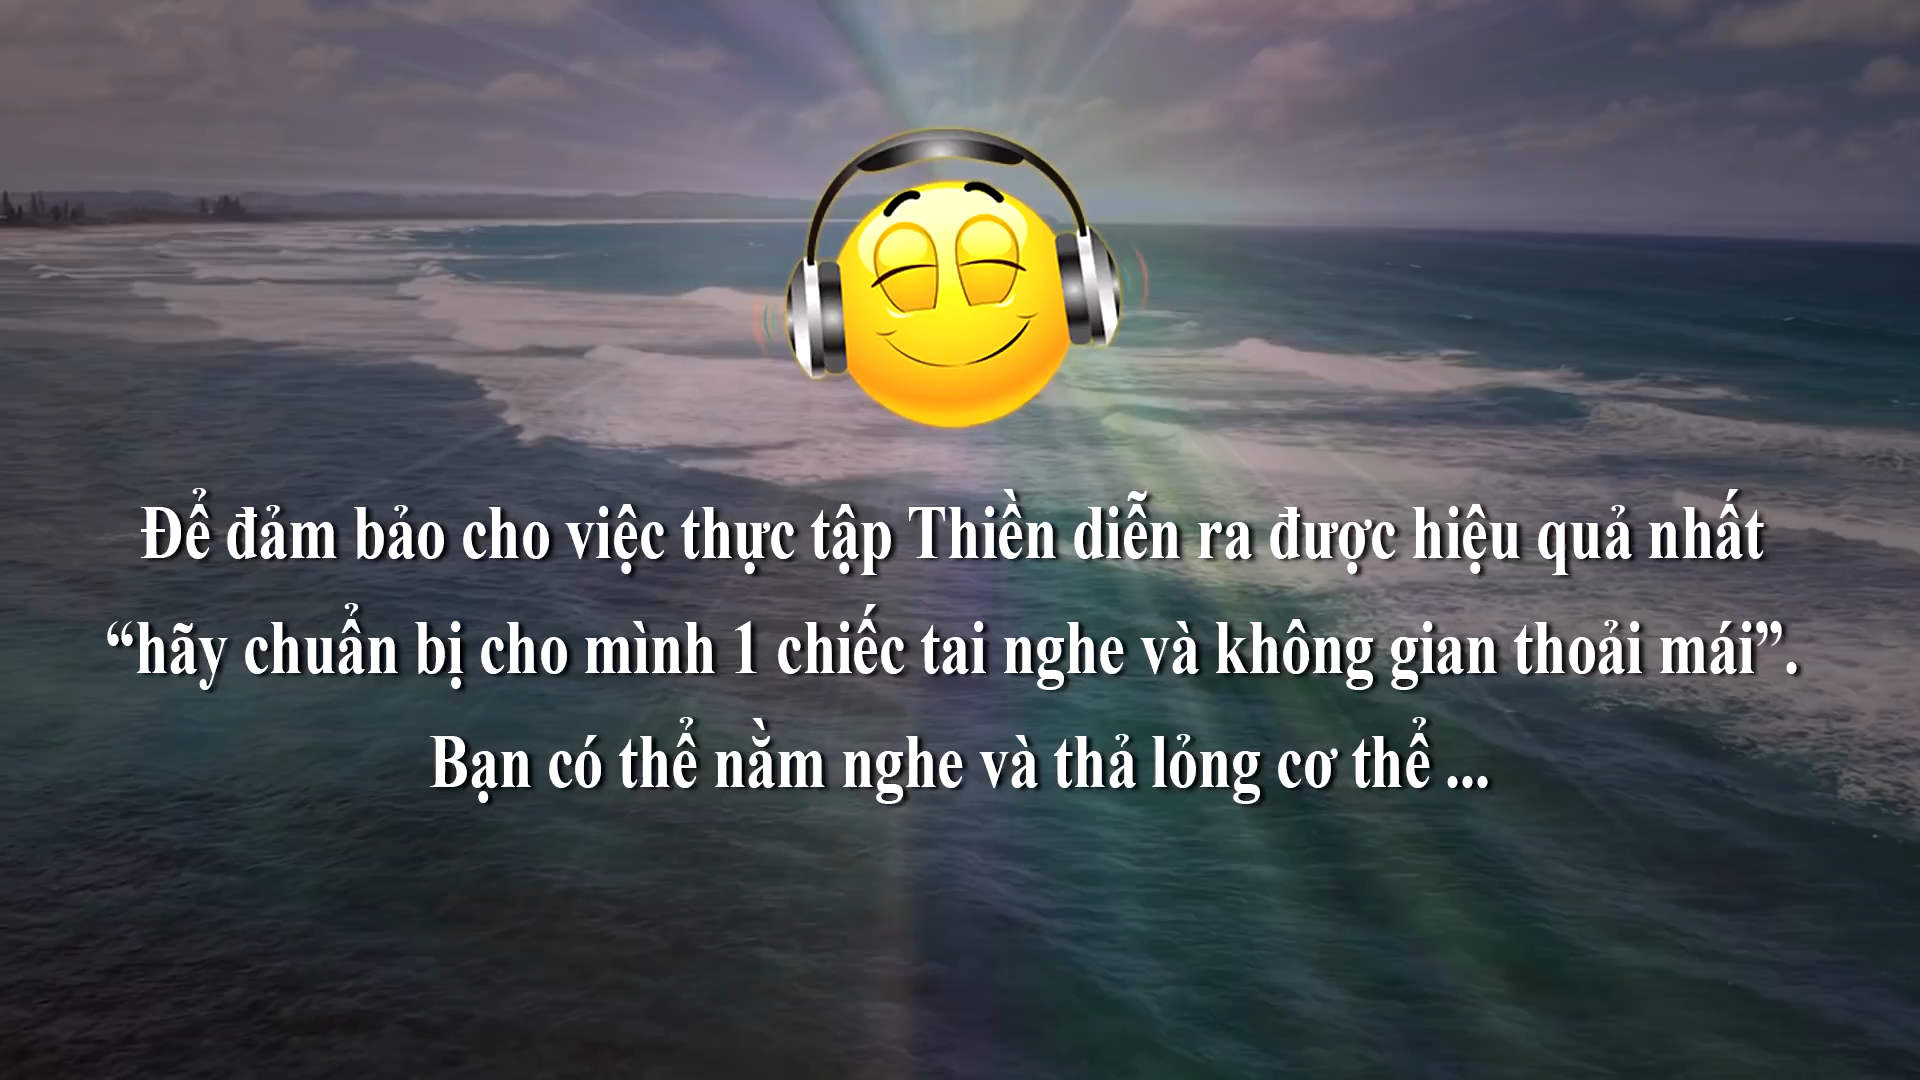 Để đảm bảo cho việc thực tập Thiền diễn ra được hiệu quả nhất
“hãy chuẩn bị cho mình 1 chiếc tai nghe và không gian thoải mái”.
Bạn có thể nằm nghe và thả lỏng cơ thể ...